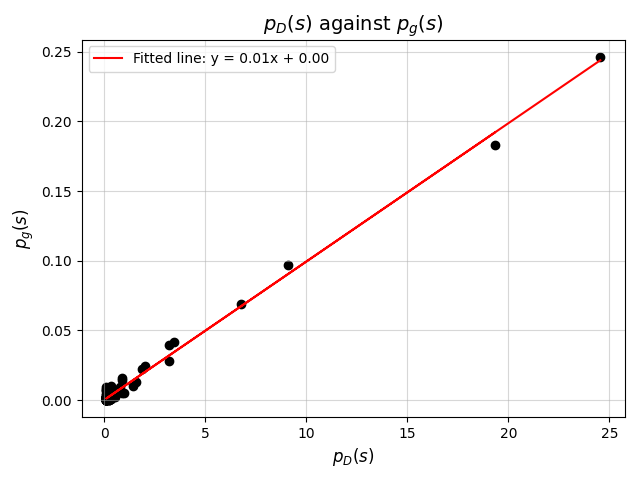 p_D(s) against p_g(s)
Fitted line: y = 0.01x + 0.00
0.25
0.20
0.15
0.10
0.05
0.00
p_g(s)
0 5 10 15 20 25
p_D(s)